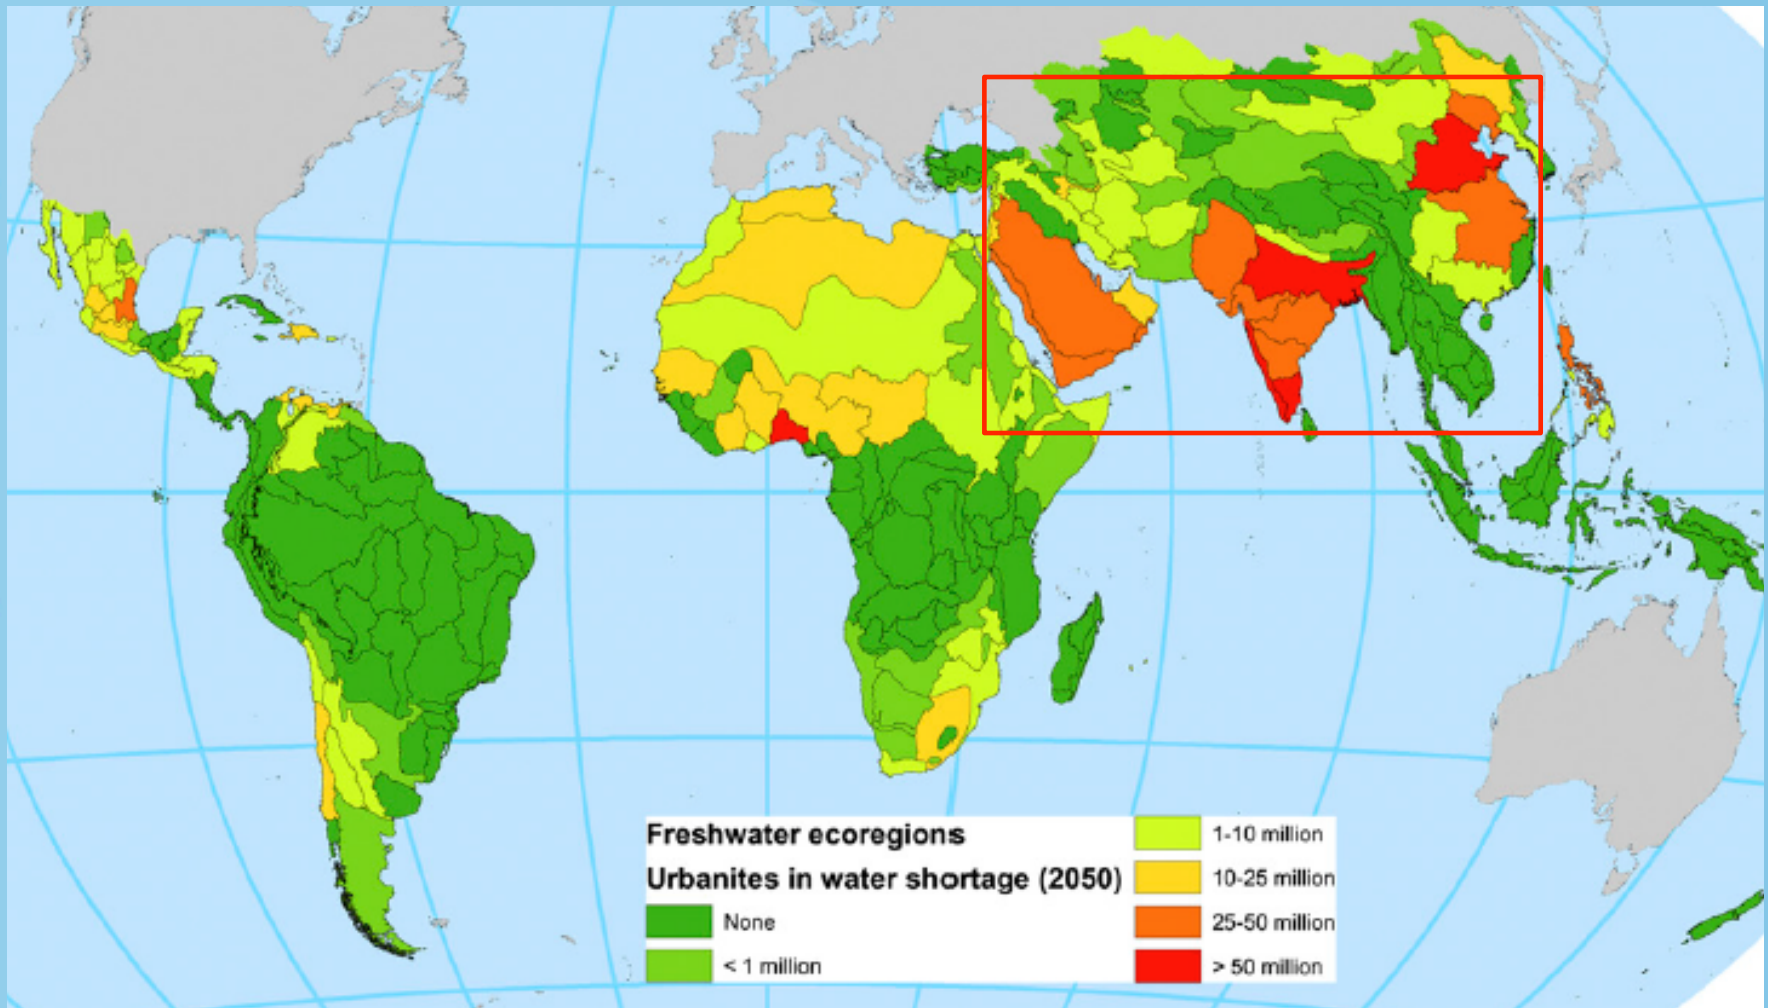 Freshwater ecoregions
Urbanites in water shortage (2050)
None
< 1 million
1-10 million
10-25 million
25-50 million
> 50 million